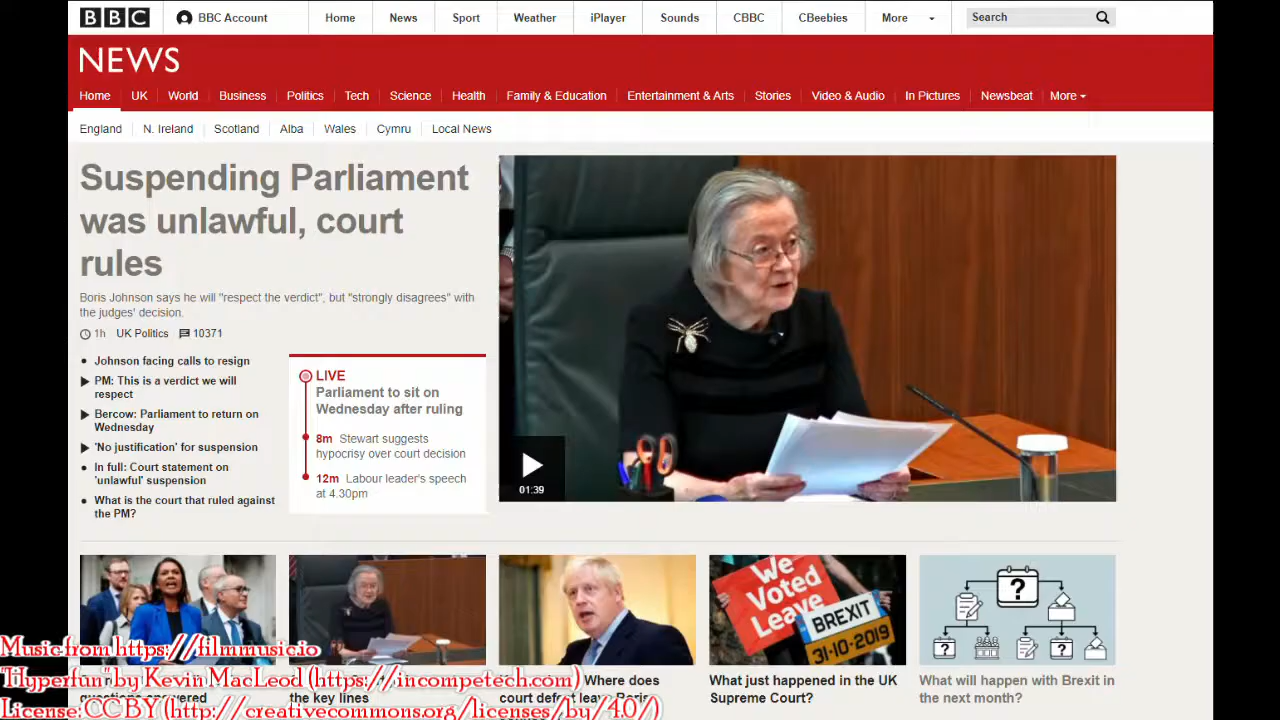 BBC
BBC Account
Home
News
Sport
Weather
iPlayer
Sounds
CBBC
CBeebies
More
Search
NEWS
Home
UK
World
Business
Politics
Tech
Science
Health
Family & Education
Entertainment & Arts
Stories
Video & Audio
In Pictures
Newsbeat
More
England
N. Ireland
Scotland
Alba
Wales
Cymru
Local News
Suspending Parliament
was unlawful, court
rules
Boris Johnson says he will "respect the verdict", but "strongly disagrees" with
the judges' decision.
1h
UK Politics
10371
Johnson facing calls to resign
PM: This is a verdict we will
respect
Bercow: Parliament to return on
Wednesday
'No justification' for suspension
In full: Court statement on
'unlawful' suspension
What is the court that ruled against
the PM?
LIVE
Parliament to sit on
Wednesday after ruling
8m Stewart suggests
hypocrisy over court decision
12m Labour leader's speech
at 4.30pm
01:39
We
Voted
Leave
BREXIT
31-10-2019
?
?
?
Where does
court defeat leave Boris
What just happened in the UK
Supreme Court?
What will happen with Brexit in
the next month?
answered
the key lines
Music from https://filmmusic.io
"Hyperfun" by Kevin MacLeod (https://incompetech.com)
License: CC BY (http://creativecommons.org/licenses/by/4.0/)